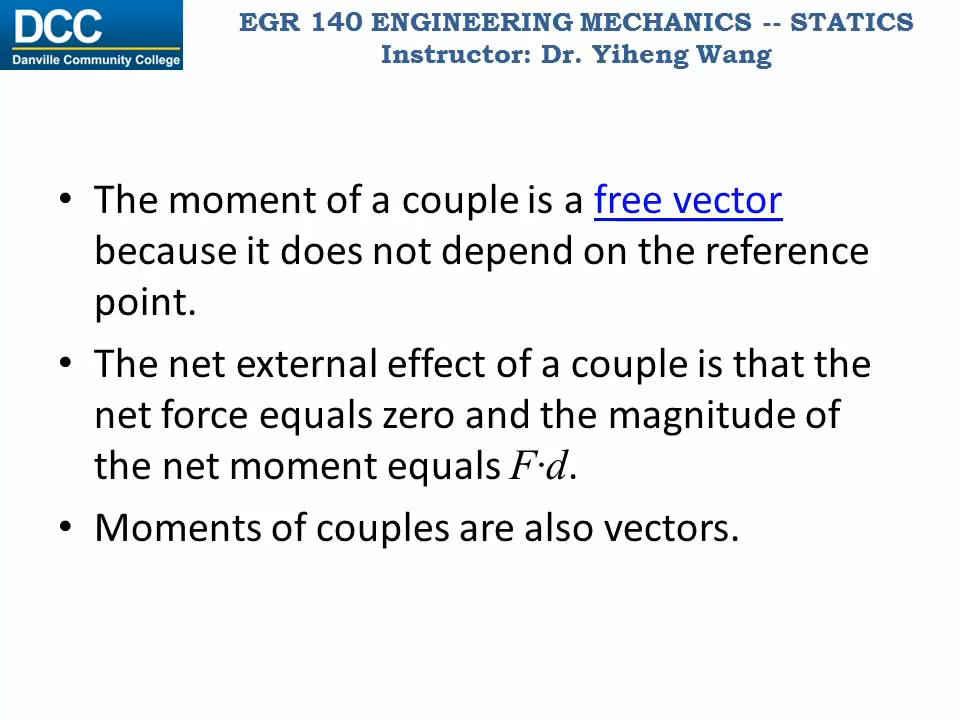 DCC
Danville Community College
EGR 140 ENGINEERING MECHANICS -- STATICS
Instructor: Dr. Yiheng Wang
• The moment of a couple is a free vector
because it does not depend on the reference
point.
• The net external effect of a couple is that the
net force equals zero and the magnitude of
the net moment equals F·d.
• Moments of couples are also vectors.